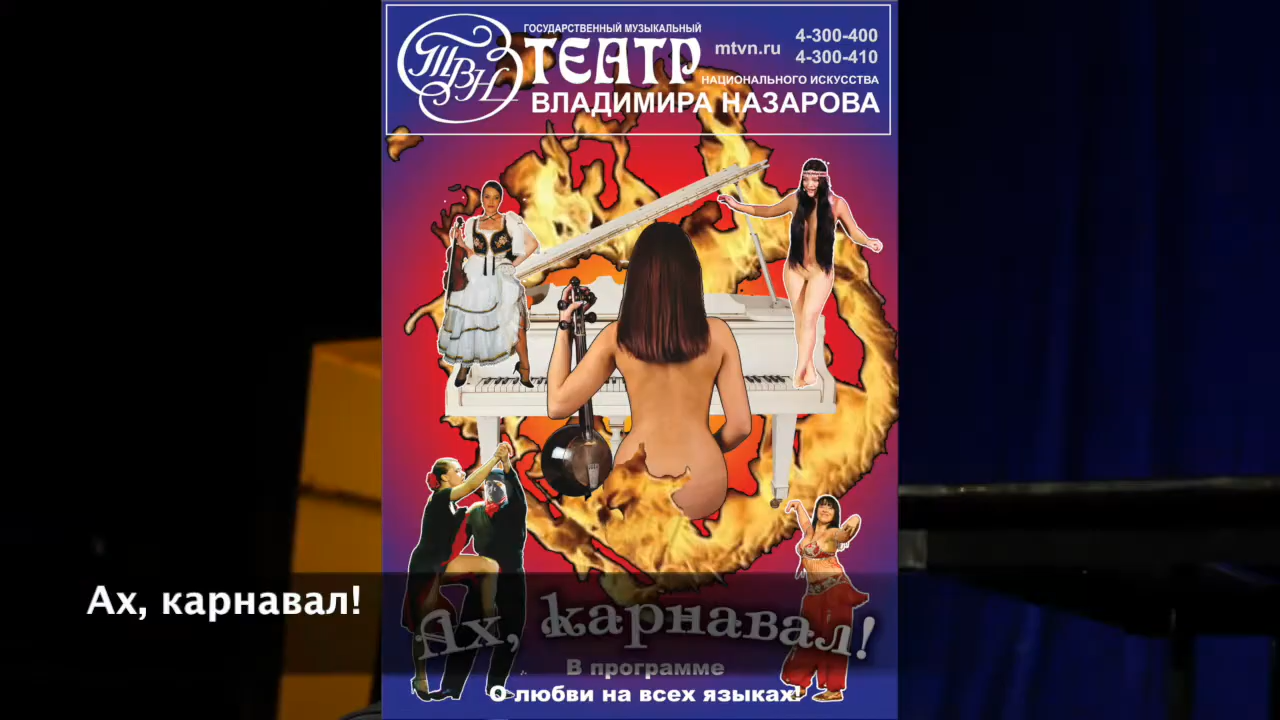 ТВН
ГОСУДАРСТВЕННЫЙ МУЗЫКАЛЬНЫЙ
ТЕАТР
mtvn.ru
4-300-400
4-300-410
НАЦИОНАЛЬНОГО ИСКУССТВА
ВЛАДИМИРА НАЗАРОВА
Ах, карнавал!
Ах, карнавал!
В программе
О любви на всех языках!